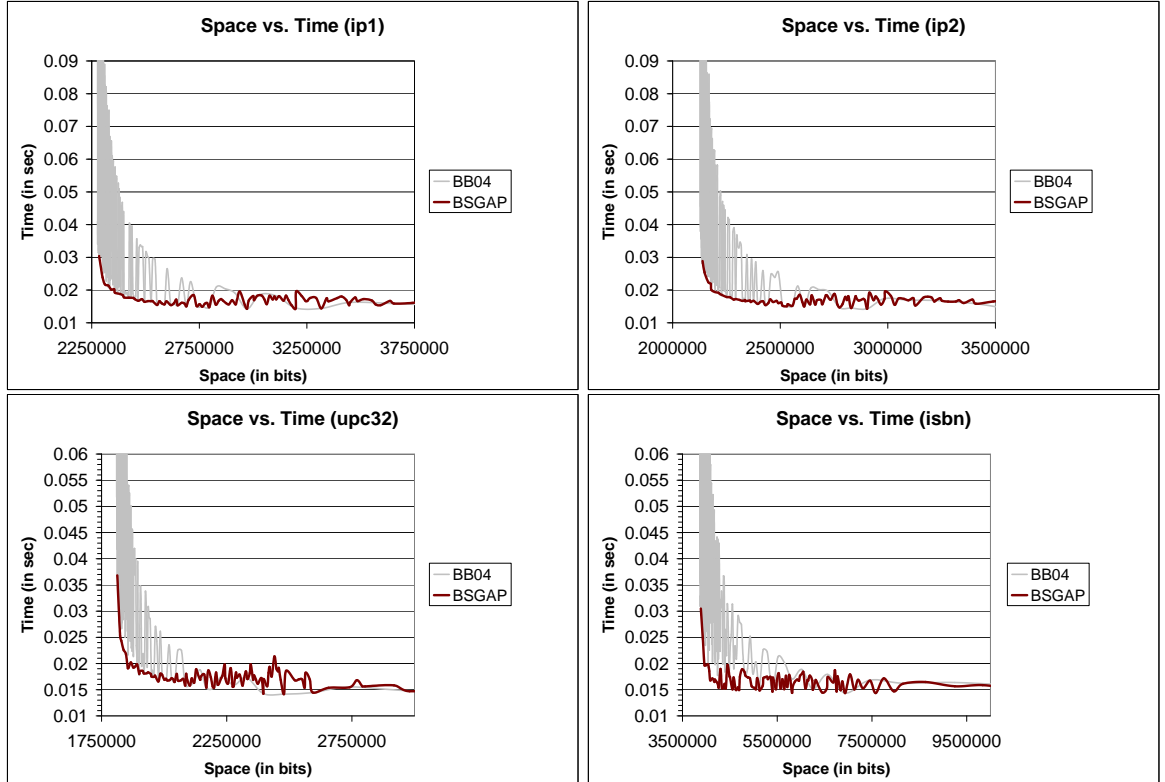 Space vs. Time (ip1)
0.09
0.08
0.07
0.06
0.05
0.04
0.03
0.02
0.01
Time (in sec)
2250000 2750000 3250000 3750000
Space (in bits)
BB04
BSGAP
Space vs. Time (ip2)
0.09
0.08
0.07
0.06
0.05
0.04
0.03
0.02
0.01
Time (in sec)
2000000 2500000 3000000 3500000
Space (in bits)
BB04
BSGAP
Space vs. Time (upc32)
0.06
0.055
0.05
0.045
0.04
0.035
0.03
0.025
0.02
0.015
0.01
Time (in sec)
1750000 2250000 2750000
Space (in bits)
BB04
BSGAP
Space vs. Time (isbn)
0.06
0.055
0.05
0.045
0.04
0.035
0.03
0.025
0.02
0.015
0.01
Time (in sec)
3500000 5500000 7500000 9500000
Space (in bits)
BB04
BSGAP